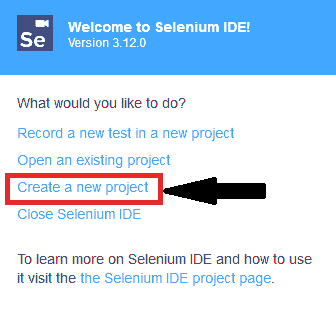 Se
Welcome to Selenium IDE!
Version 3.12.0
What would you like to do?
Record a new test in a new project
Open an existing project
Create a new project
Close Selenium IDE
To learn more on Selenium IDE and how to use
it visit the the Selenium IDE project page.